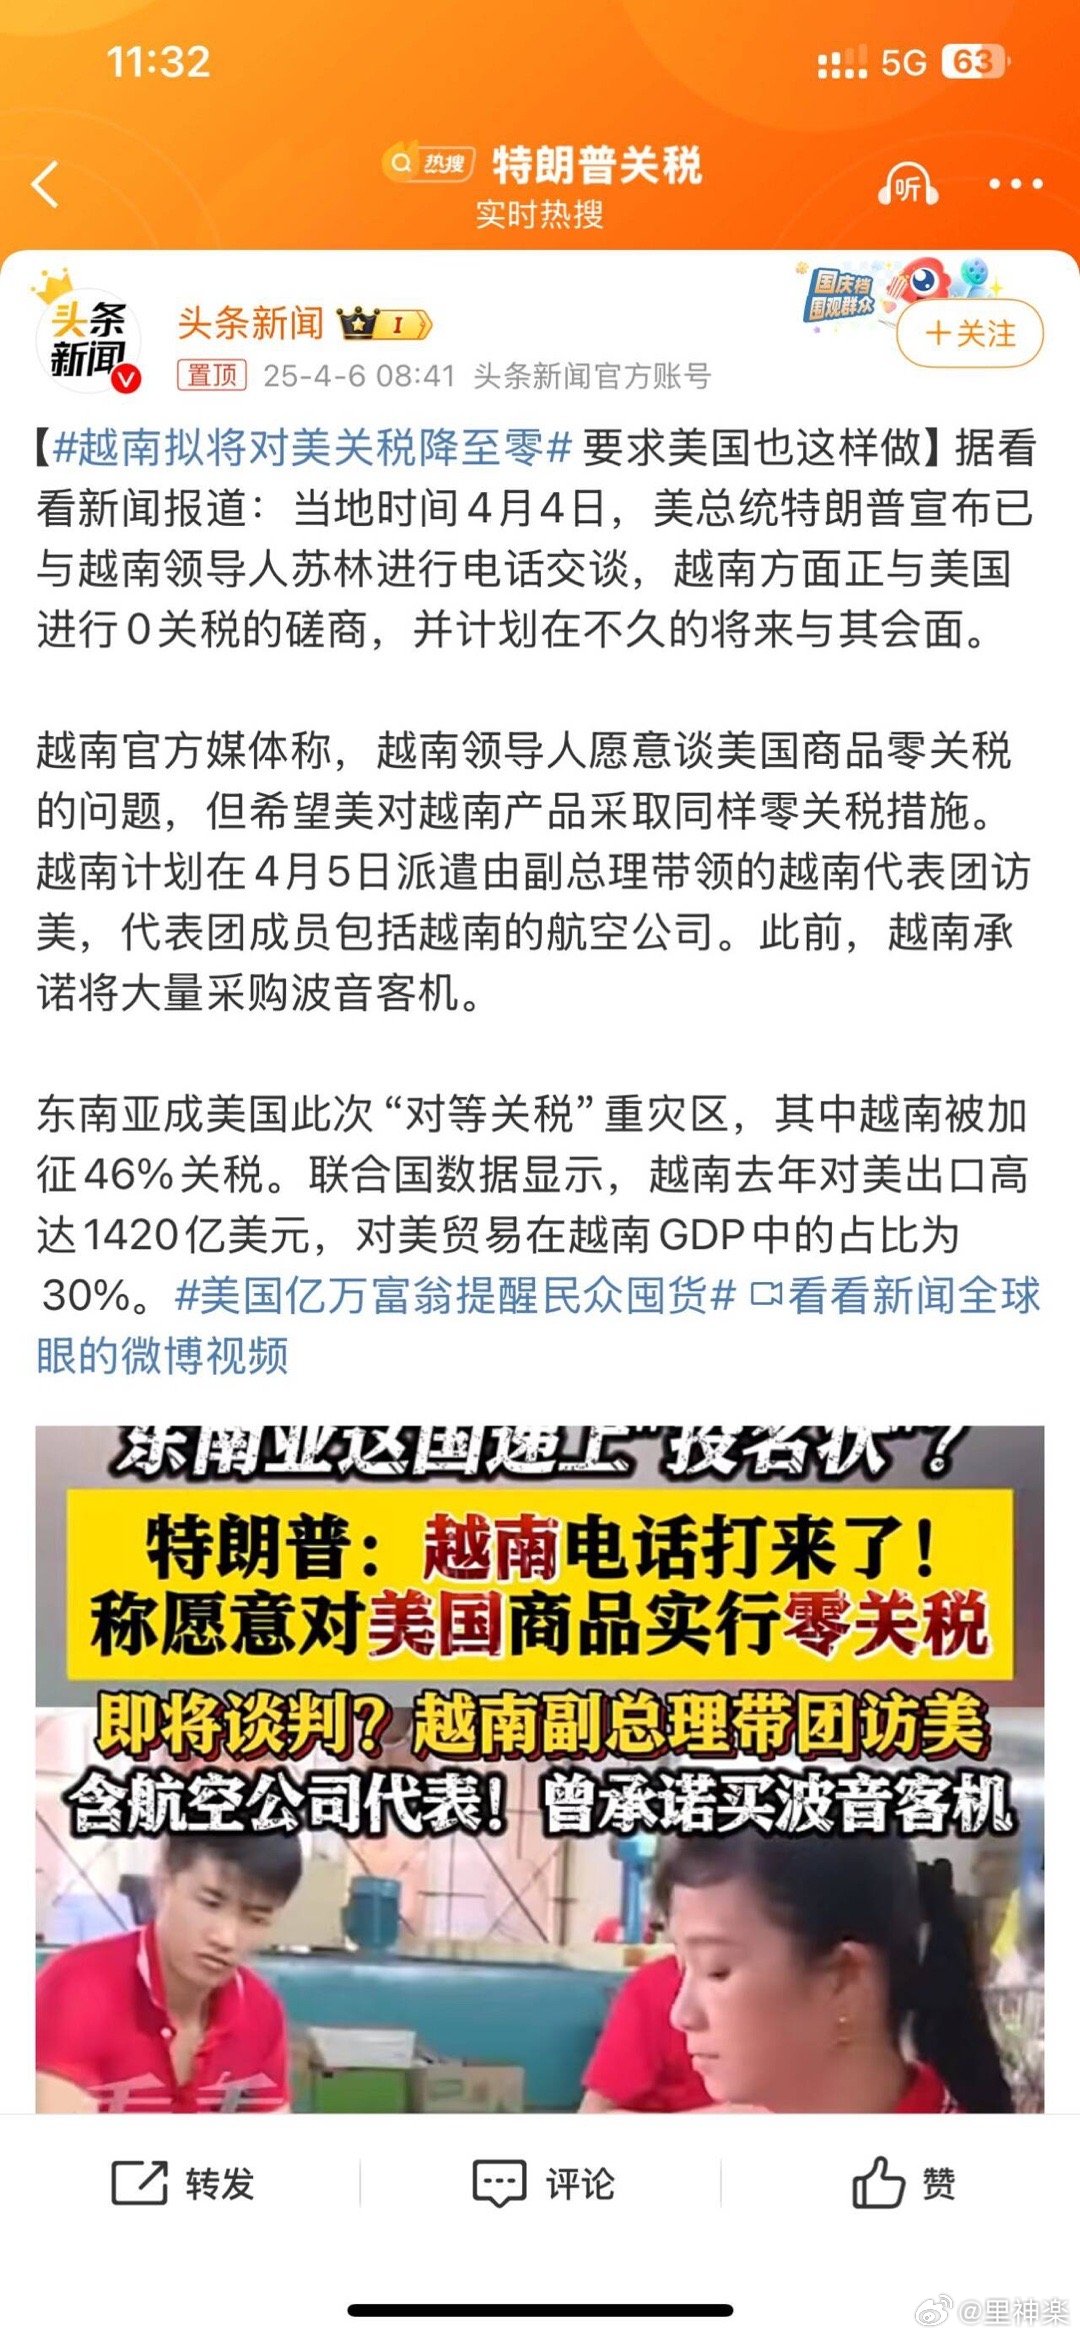 11:32
5G 63
热搜 特朗普关税
听
实时热搜
头条
新闻
头条新闻 I
国庆档
围观群众
+关注
置顶 25-4-6 08:41 头条新闻官方账号
【#越南拟将对美关税降至零# 要求美国也这样做】据看
看新闻报道：当地时间4月4日，美总统特朗普宣布已
与越南领导人苏林进行电话交谈，越南方面正与美国
进行0关税的磋商，并计划在不久的将来与其会面。
越南官方媒体称，越南领导人愿意谈美国商品零关税
的问题，但希望美对越南产品采取同样零关税措施。
越南计划在4月5日派遣由副总理带领的越南代表团访
美，代表团成员包括越南的航空公司。此前，越南承
诺将大量采购波音客机。
东南亚成美国此次“对等关税”重灾区，其中越南被加
征46%关税。联合国数据显示，越南去年对美出口高
达1420亿美元，对美贸易在越南GDP中的占比为
30%。#美国亿万富翁提醒民众囤货# 看看新闻全球
眼的微博视频
东南亚这国递上“投名状”？
特朗普：越南电话打来了！
称愿意对美国商品实行零关税
即将谈判？越南副总理带团访美
含航空公司代表！曾承诺买波音客机
转发
评论
赞
@里神楽